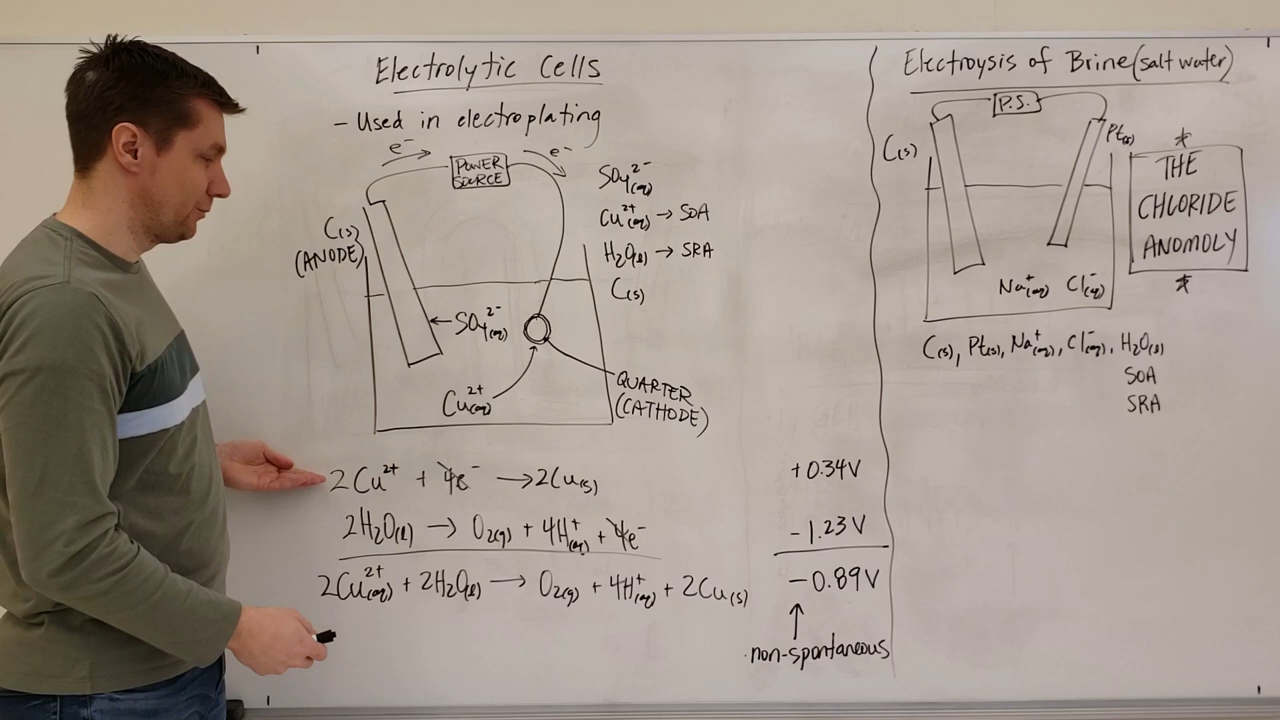 Electrolytic Cells
- Used in electroplating
e⁻
e⁻
POWER
SOURCE
C(s)
(ANODE)
SO₄²⁻(aq)
Cu²⁺(aq) → SOA
H₂O(l) → SRA
C(s)
← SO₄²⁻(aq)
Cu²⁺(aq)
QUARTER
(CATHODE)
2Cu²⁺ + 4e⁻ → 2Cu(s) +0.34V
2H₂O(l) → O₂(g) + 4H⁺(aq) + 4e⁻ -1.23V
2Cu²⁺(aq) + 2H₂O(l) → O₂(g) + 4H⁺(aq) + 2Cu(s) -0.89V
non-spontaneous
Electroysis of Brine (salt water)
P.S.
C(s)
Pt(s)
*
THE
CHLORIDE
ANOMOLY
*
Na⁺(aq) Cl⁻(aq)
C(s), Pt(s), Na⁺(aq), Cl⁻(aq), H₂O(l)
SOA
SRA